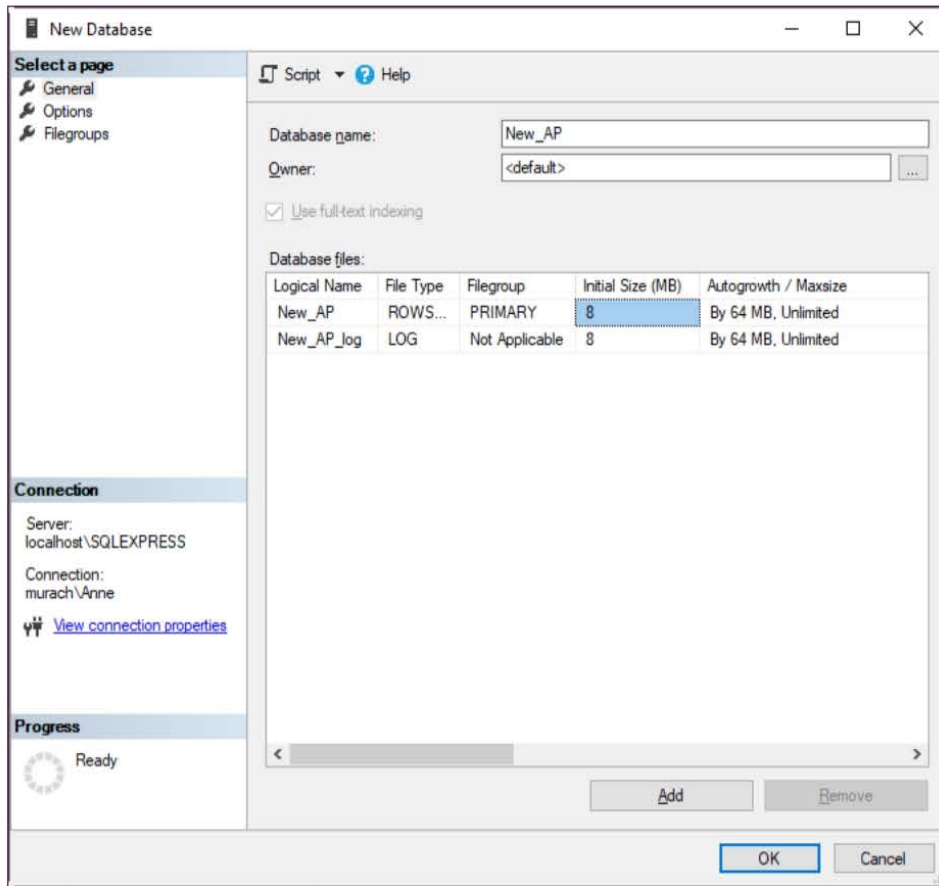 New Database
Select a page
General
Options
Filegroups
Script Help
Database name: New_AP
Owner: <default> ...
Use full-text indexing
Database files:
Logical Name File Type Filegroup Initial Size (MB) Autogrowth / Maxsize
New_AP ROWS... PRIMARY 8 By 64 MB, Unlimited
New_AP_log LOG Not Applicable 8 By 64 MB, Unlimited
Connection
Server:
localhost\SQLEXPRESS
Connection:
murach\Anne
View connection properties
Progress
Ready
Add Remove
OK Cancel